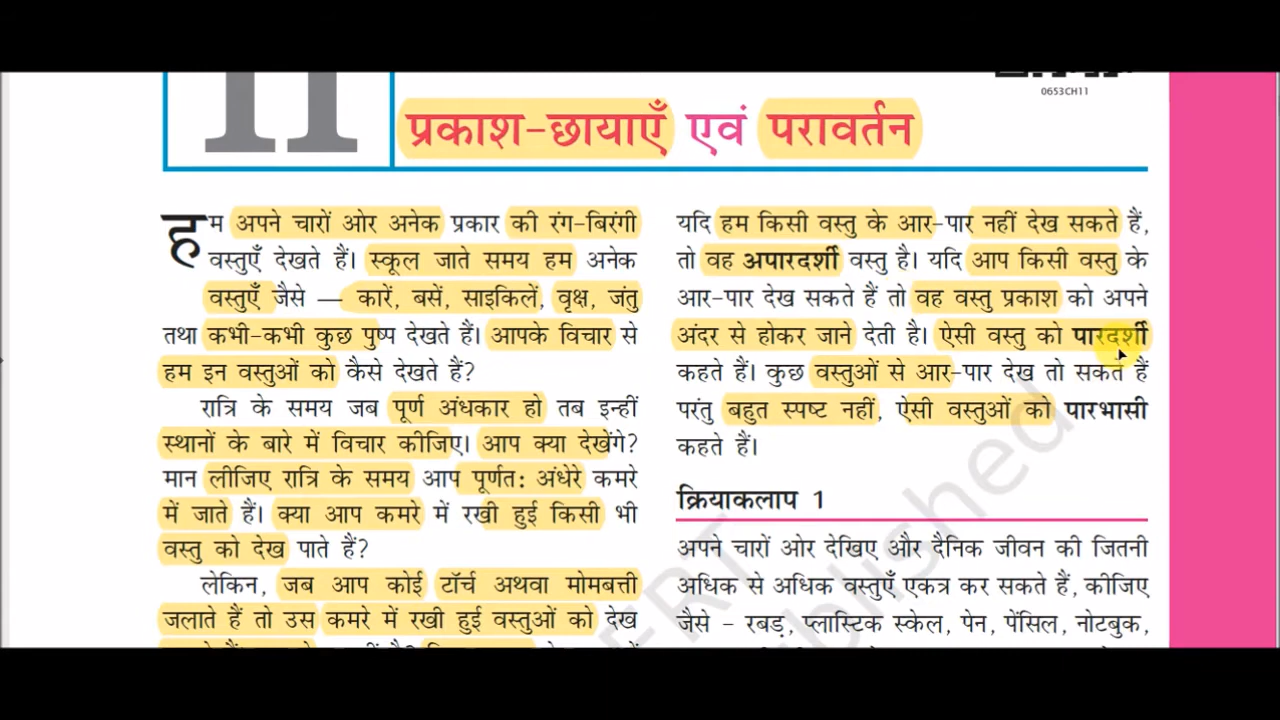 11
0653CH11
प्रकाश-छायाएँ एवं परावर्तन
हम अपने चारों ओर अनेक प्रकार की रंग-बिरंगी
वस्तुएँ देखते हैं। स्कूल जाते समय हम अनेक
वस्तुएँ जैसे — कारें, बसें, साइकिलें, वृक्ष, जंतु
तथा कभी-कभी कुछ पुष्प देखते हैं। आपके विचार से
हम इन वस्तुओं को कैसे देखते हैं?
रात्रि के समय जब पूर्ण अंधकार हो तब इन्हीं
स्थानों के बारे में विचार कीजिए। आप क्या देखेंगे?
मान लीजिए रात्रि के समय आप पूर्णत: अंधेरे कमरे
में जाते हैं। क्या आप कमरे में रखी हुई किसी भी
वस्तु को देख पाते हैं?
लेकिन, जब आप कोई टॉर्च अथवा मोमबत्ती
जलाते हैं तो उस कमरे में रखी हुई वस्तुओं को देख
यदि हम किसी वस्तु के आर-पार नहीं देख सकते हैं,
तो वह अपारदर्शी वस्तु है। यदि आप किसी वस्तु के
आर-पार देख सकते हैं तो वह वस्तु प्रकाश को अपने
अंदर से होकर जाने देती है। ऐसी वस्तु को पारदर्शी
कहते हैं। कुछ वस्तुओं से आर-पार देख तो सकते हैं
परंतु बहुत स्पष्ट नहीं, ऐसी वस्तुओं को पारभासी
कहते हैं।
क्रियाकलाप 1
अपने चारों ओर देखिए और दैनिक जीवन की जितनी
अधिक से अधिक वस्तुएँ एकत्र कर सकते हैं, कीजिए
जैसे – रबड़, प्लास्टिक स्केल, पेन, पेंसिल, नोटबुक,